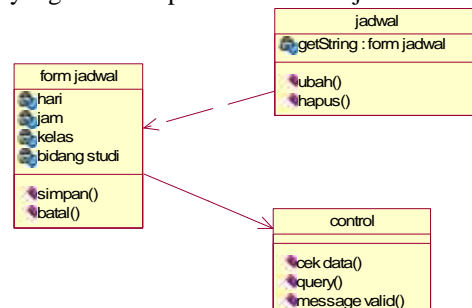 jadwal
getString : form jadwal
ubah()
hapus()
form jadwal
hari
jam
kelas
bidang studi
simpan()
batal()
control
cek data()
query()
message valid()